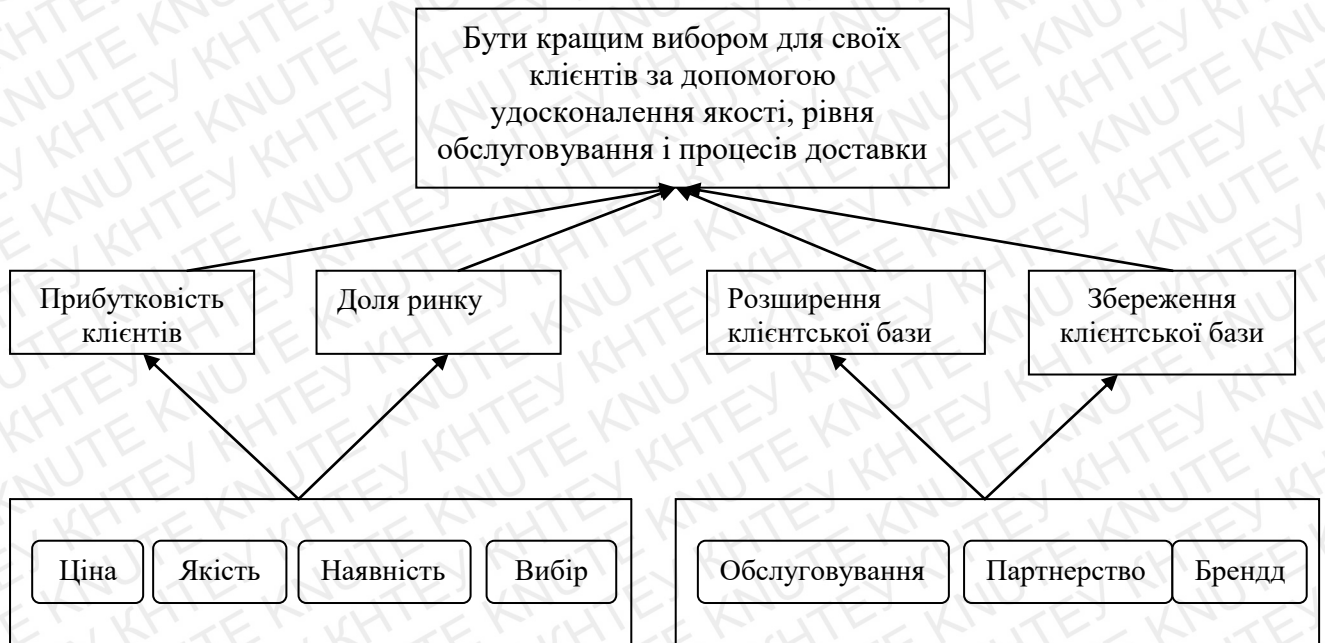 Бути кращим вибором для своїх
клієнтів за допомогою
удосконалення якості, рівня
обслуговування і процесів доставки
Прибутковість
клієнтів
Доля ринку
Розширення
клієнтської бази
Збереження
клієнтської бази
Ціна
Якість
Наявність
Вибір
Обслуговування
Партнерство
Брендд